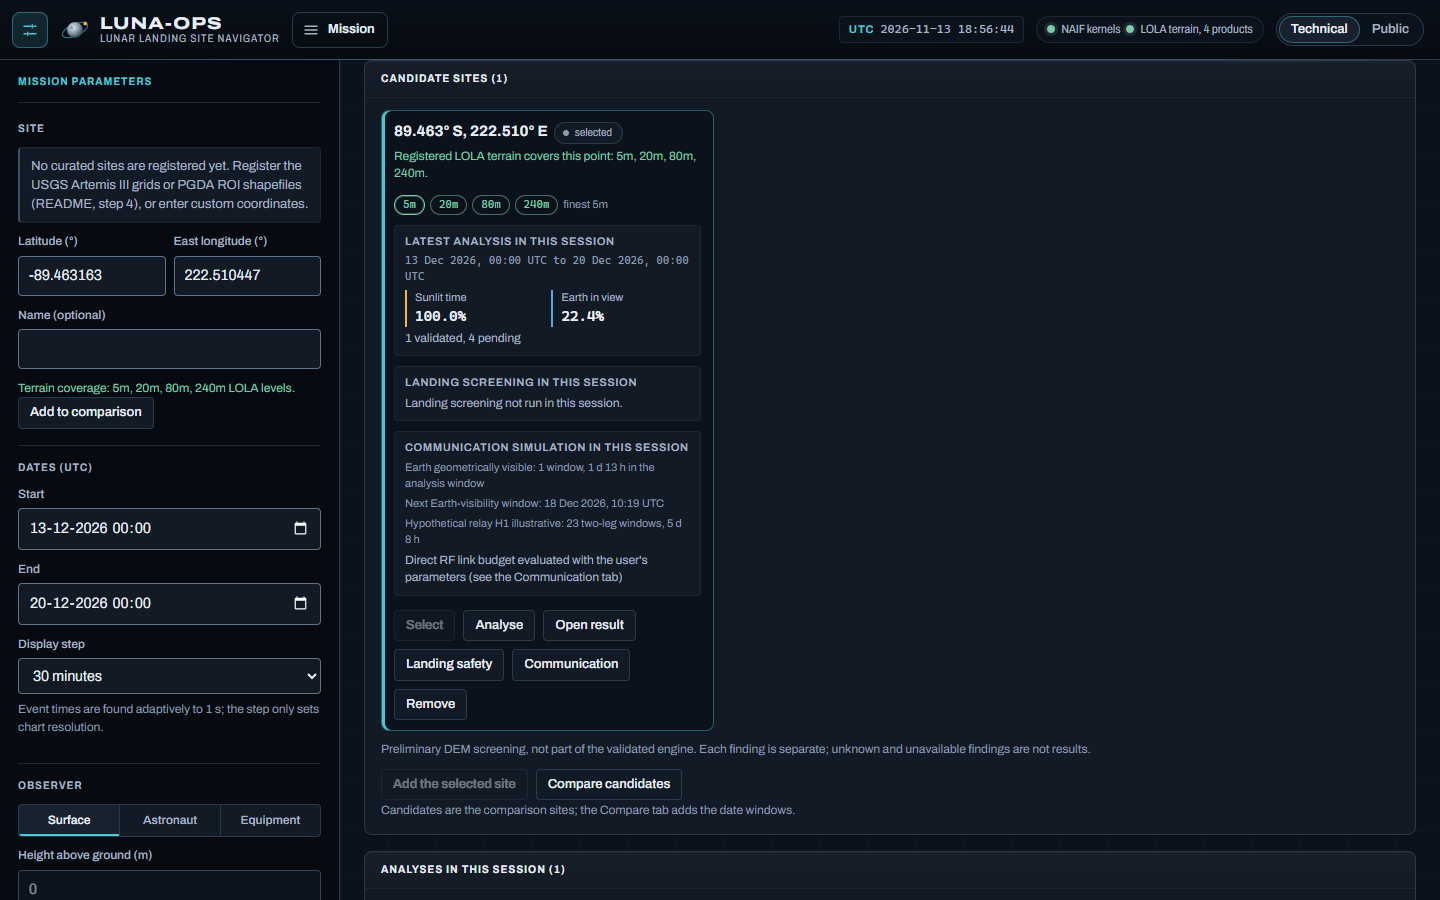 LUNA-OPS
LUNAR LANDING SITE NAVIGATOR
Mission
UTC 2026-11-13 18:56:44
NAIF kernels
LOLA terrain, 4 products
Technical
Public
MISSION PARAMETERS
SITE
No curated sites are registered yet. Register the
USGS Artemis III grids or PGDA ROI shapefiles
(README, step 4), or enter custom coordinates.
Latitude (°)
East longitude (°)
-89.463163
222.510447
Name (optional)
Terrain coverage: 5m, 20m, 80m, 240m LOLA levels.
Add to comparison
DATES (UTC)
Start
13-12-2026 00:00
End
20-12-2026 00:00
Display step
30 minutes
Event times are found adaptively to 1 s; the step only sets
chart resolution.
OBSERVER
Surface
Astronaut
Equipment
Height above ground (m)
0
CANDIDATE SITES (1)
89.463° S, 222.510° E
selected
Registered LOLA terrain covers this point: 5m, 20m, 80m,
240m.
5m
20m
80m
240m
finest 5m
LATEST ANALYSIS IN THIS SESSION
13 Dec 2026, 00:00 UTC to 20 Dec 2026, 00:00
UTC
Sunlit time
100.0%
Earth in view
22.4%
1 validated, 4 pending
LANDING SCREENING IN THIS SESSION
Landing screening not run in this session.
COMMUNICATION SIMULATION IN THIS SESSION
Earth geometrically visible: 1 window, 1 d 13 h in the
analysis window
Next Earth-visibility window: 18 Dec 2026, 10:19 UTC
Hypothetical relay H1 illustrative: 23 two-leg windows, 5 d
8 h
Direct RF link budget evaluated with the user's
parameters (see the Communication tab)
Select
Analyse
Open result
Landing safety
Communication
Remove
Preliminary DEM screening, not part of the validated engine. Each finding is separate; unknown and unavailable findings are not results.
Add the selected site
Compare candidates
Candidates are the comparison sites; the Compare tab adds the date windows.
ANALYSES IN THIS SESSION (1)